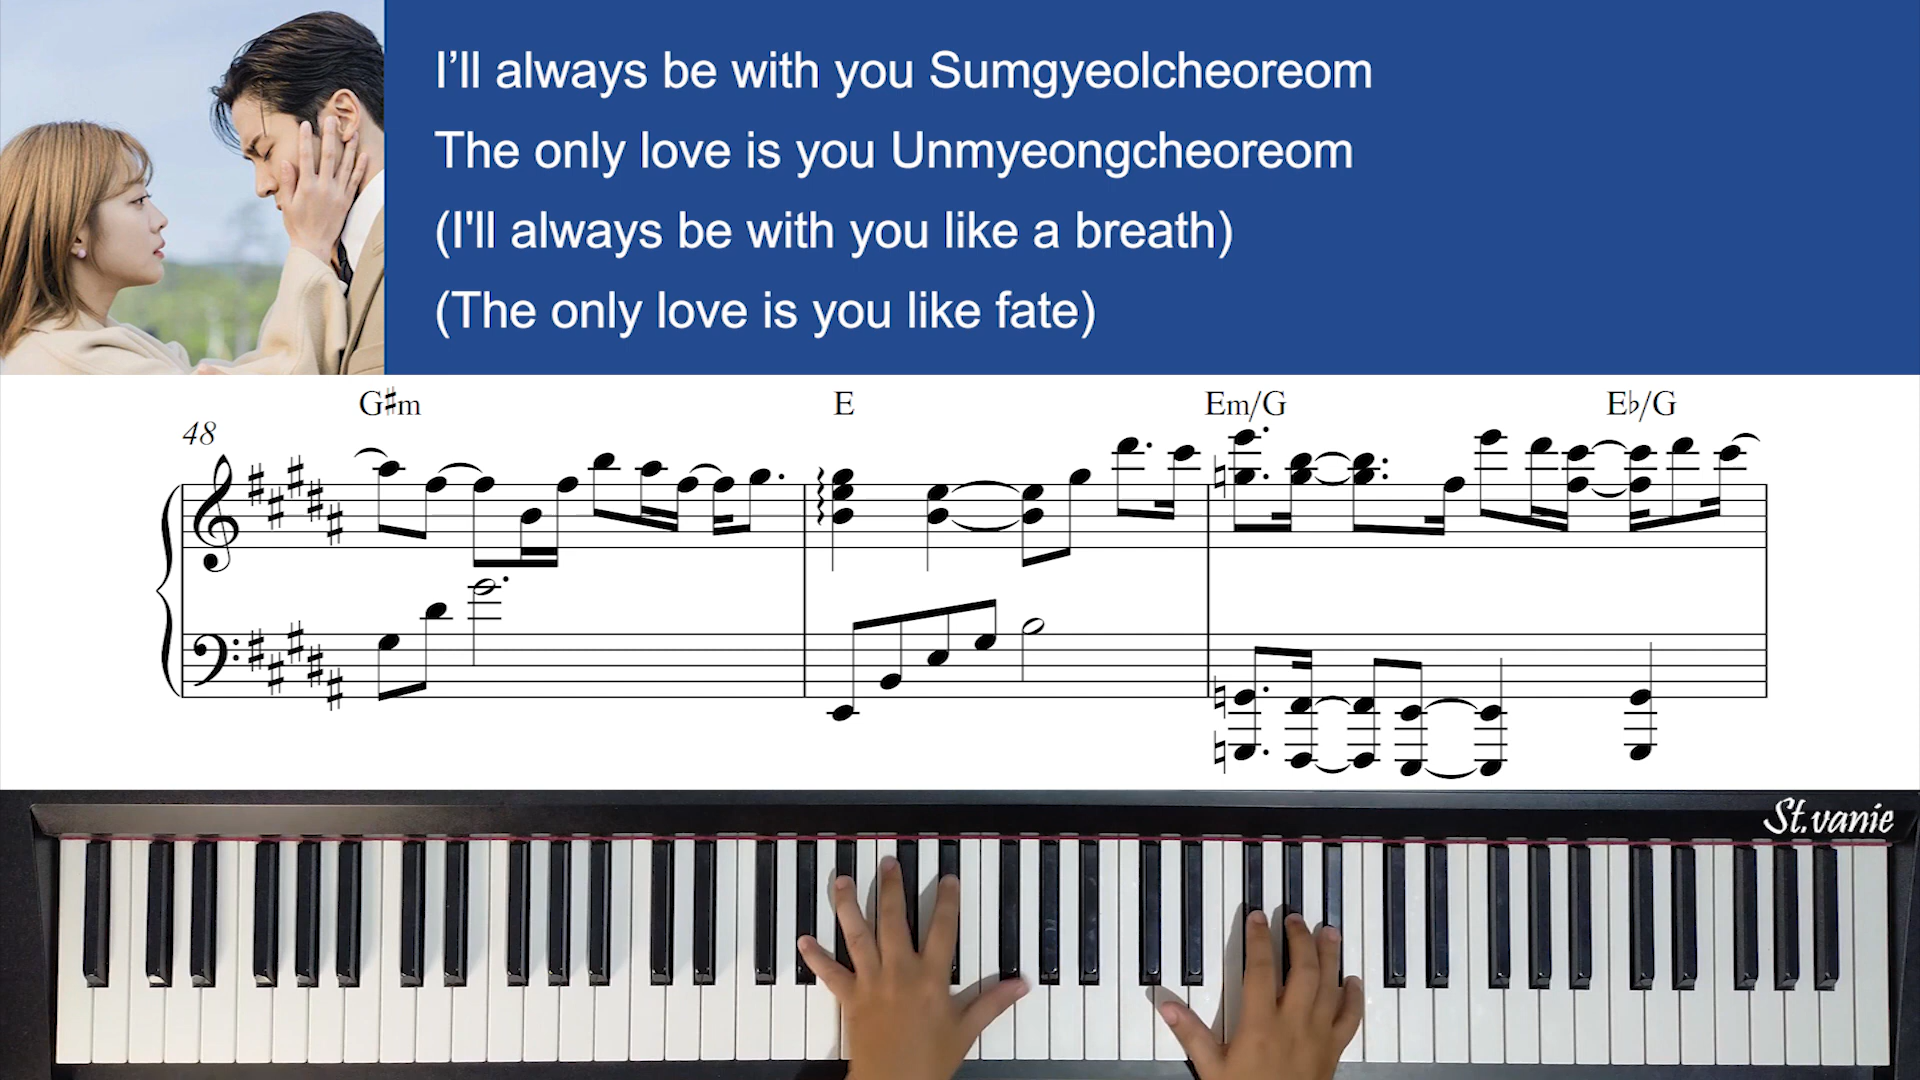 I’ll always be with you Sumgyeolcheoreom
The only love is you Unmyeongcheoreom
(I'll always be with you like a breath)
(The only love is you like fate)
G♯m E Em/G E♭/G
48
St.vanie